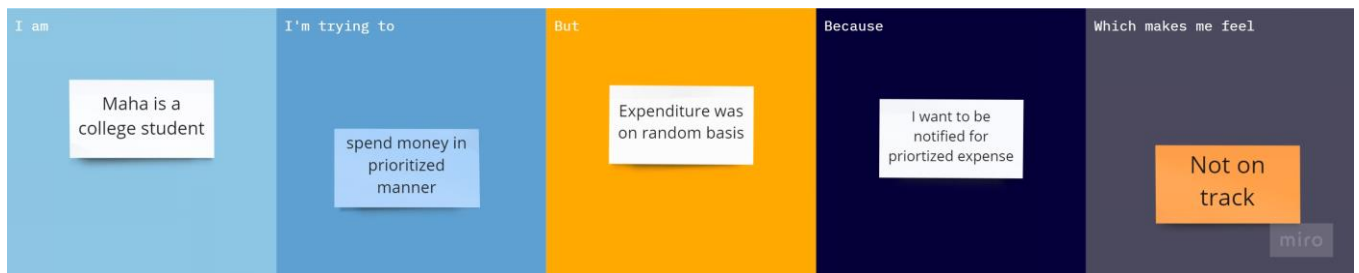 I am
Maha is a
college student
I'm trying to
spend money in
prioritized
manner
But
Expenditure was
on random basis
Because
I want to be
notified for
priortized expense
Which makes me feel
Not on
track
miro